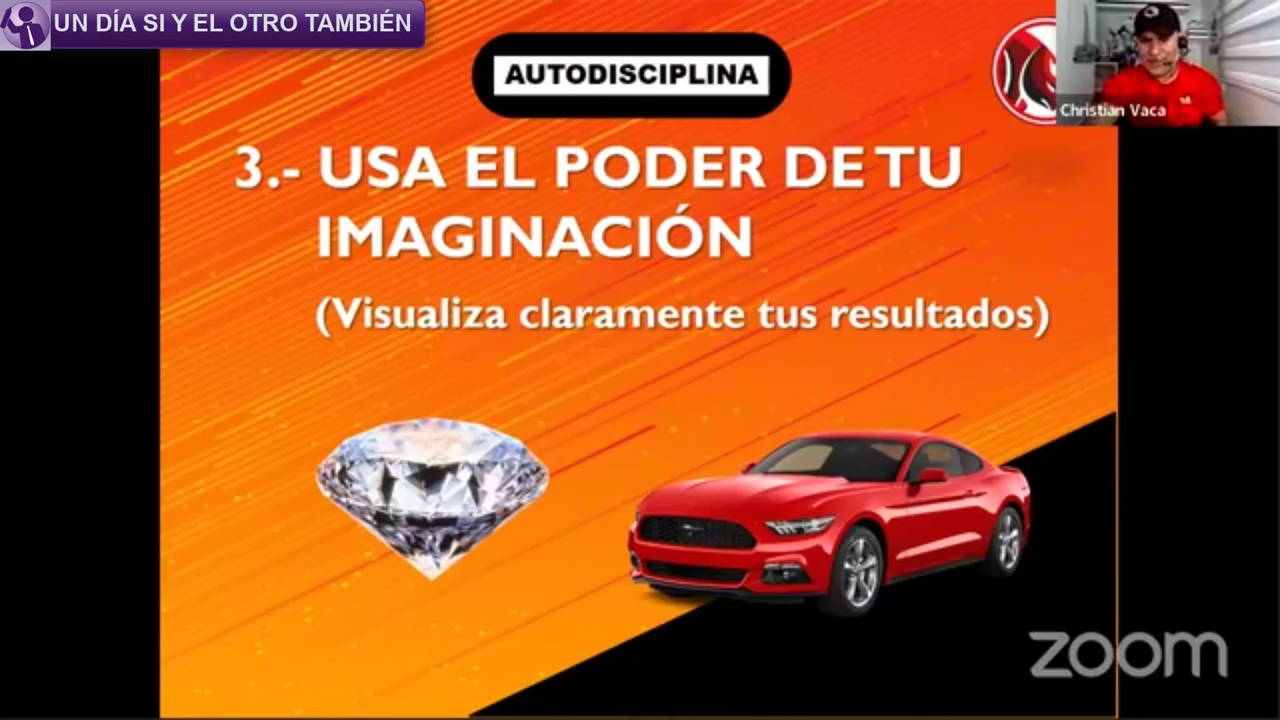 UN DÍA SI Y EL OTRO TAMBIÉN
AUTODISCIPLINA
Christian Vaca
3.- USA EL PODER DE TU
IMAGINACIÓN
(Visualiza claramente tus resultados)
zoom